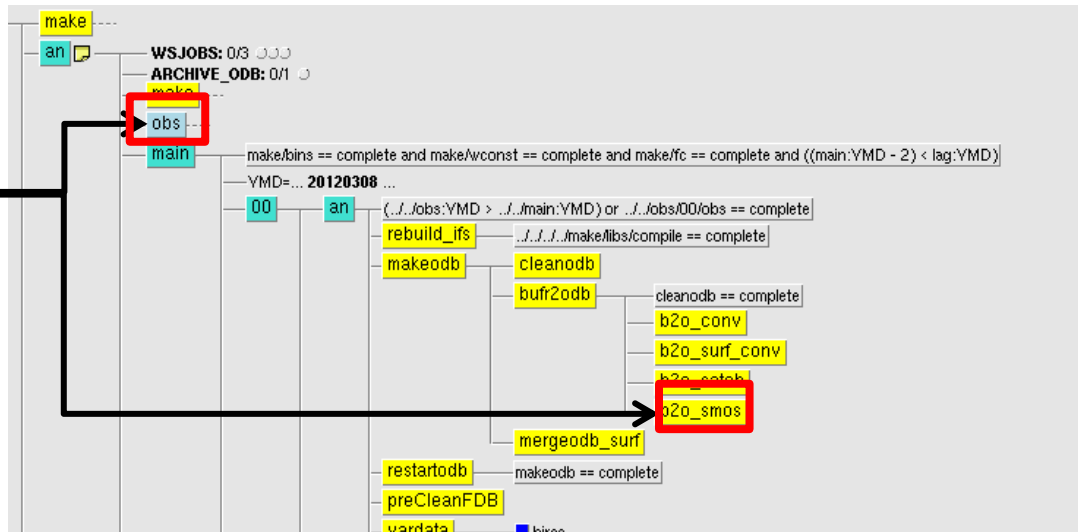 make
an WSJOBS: 0/3
ARCHIVE_ODB: 0/1
make
obs
main make/bins == complete and make/wconst == complete and make/fc == complete and ((main:YMD - 2) < lag:YMD)
YMD=... 20120308 ...
00 an (../../obs:YMD > ../../main:YMD) or ../../obs/00/obs == complete
rebuild_ifs ../../../../make/libs/compile == complete
makeodb cleanodb
bufr2odb cleanodb == complete
b2o_conv
b2o_surf_conv
b2o_smos
mergeodb_surf
restartodb makeodb == complete
preCleanFDB
vardata